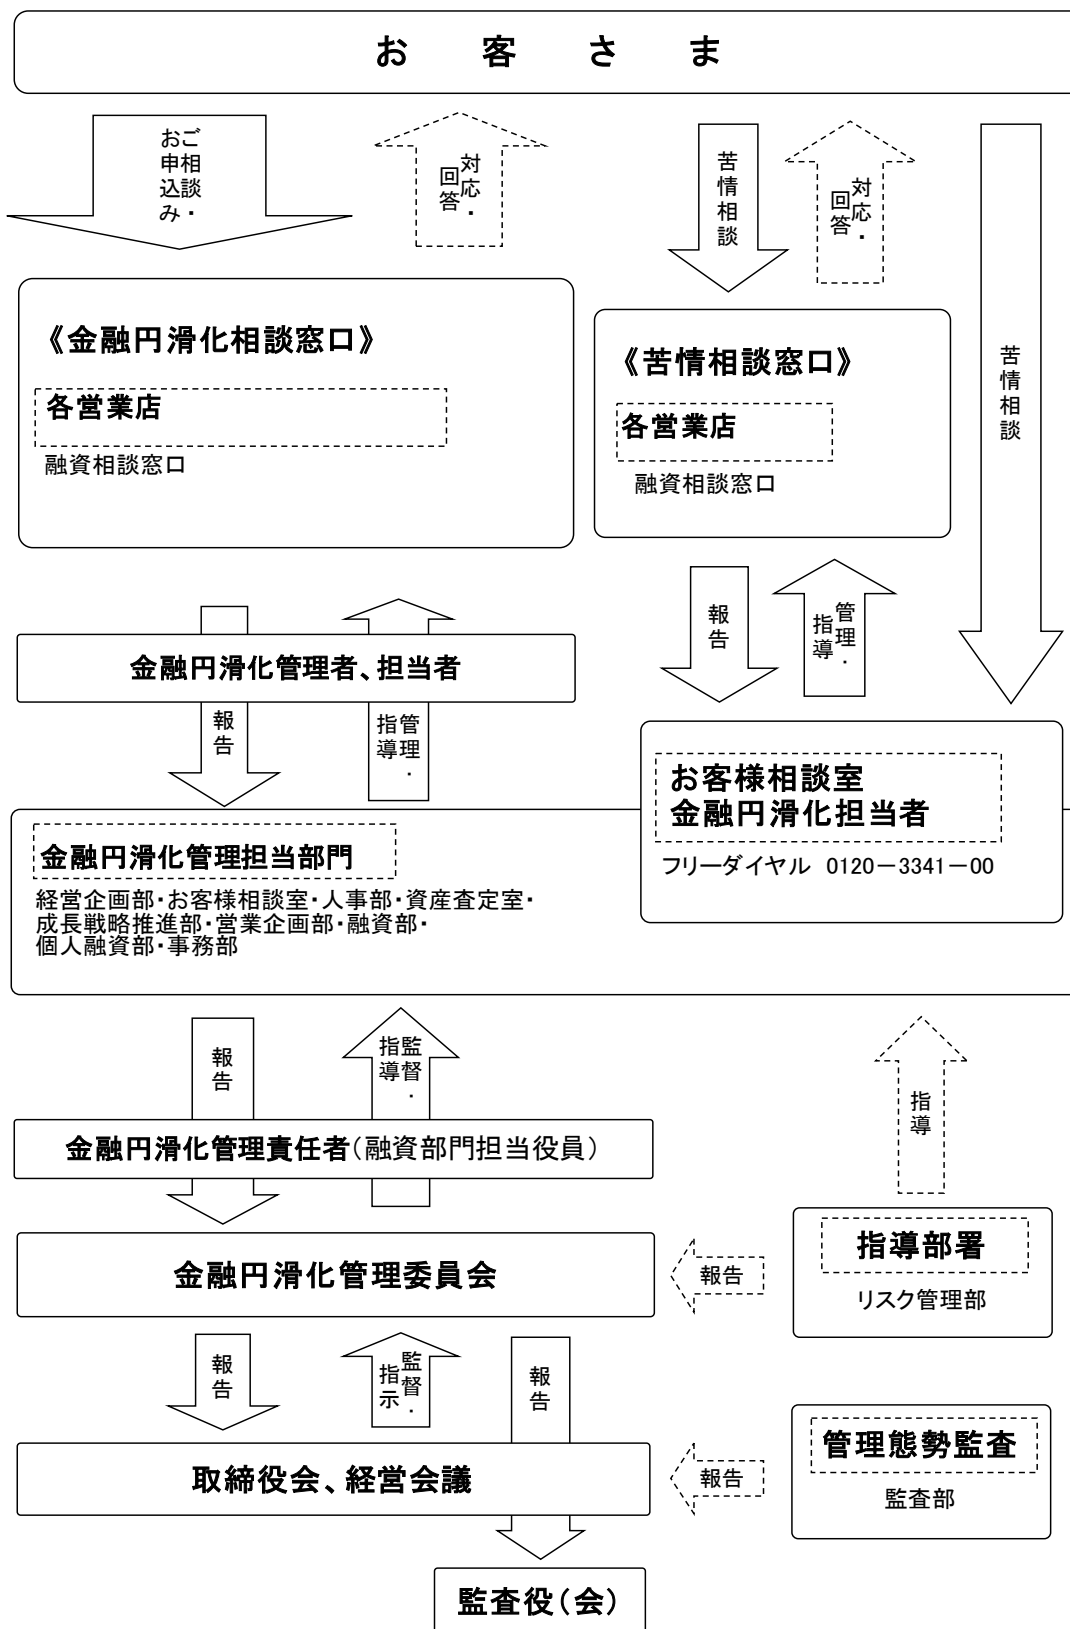 お客さま
ご相談・
お申込み
対応・
回答
苦情相談
対応・
回答
苦情相談
《金融円滑化相談窓口》
各営業店
融資相談窓口
《苦情相談窓口》
各営業店
融資相談窓口
報告
管理・
指導
金融円滑化管理者、担当者
報告
管理・
指導
お客様相談室
金融円滑化担当者
フリーダイヤル 0120－3341－00
金融円滑化管理担当部門
経営企画部・お客様相談室・人事部・資産査定室・
成長戦略推進部・営業企画部・融資部・
個人融資部・事務部
報告
監督・
指導
指導
金融円滑化管理責任者（融資部門担当役員）
金融円滑化管理委員会
報告
指導部署
リスク管理部
報告
監督・
指示
報告
取締役会、経営会議
報告
管理態勢監査
監査部
監査役（会）